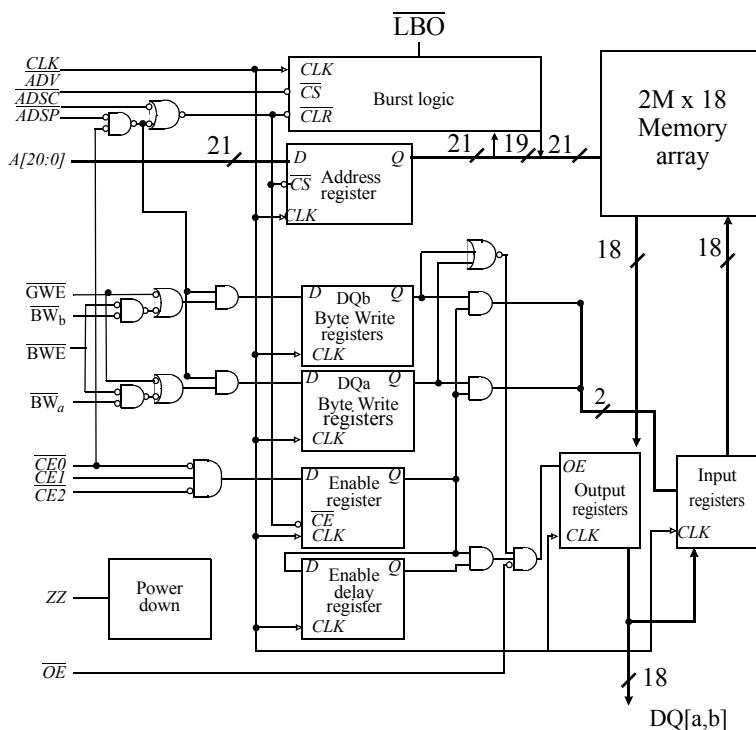 LBO
CLK
ADV
ADSC
ADSP
CLK
CS
CLR
Burst logic
2M x 18
Memory
array
A[20:0]
21
D
Q
Address
register
CS
CLK
21
19
21
18
18
GWE
BWb
BWE
BWa
D
DQb
Q
Byte Write
registers
CLK
D
DQa
Q
Byte Write
registers
CLK
2
CE0
CE1
CE2
D
Enable
Q
register
CE
CLK
OE
Output
registers
CLK
Input
registers
CLK
D
Enable
Q
delay
register
CLK
ZZ
Power
down
OE
18
DQ[a,b]